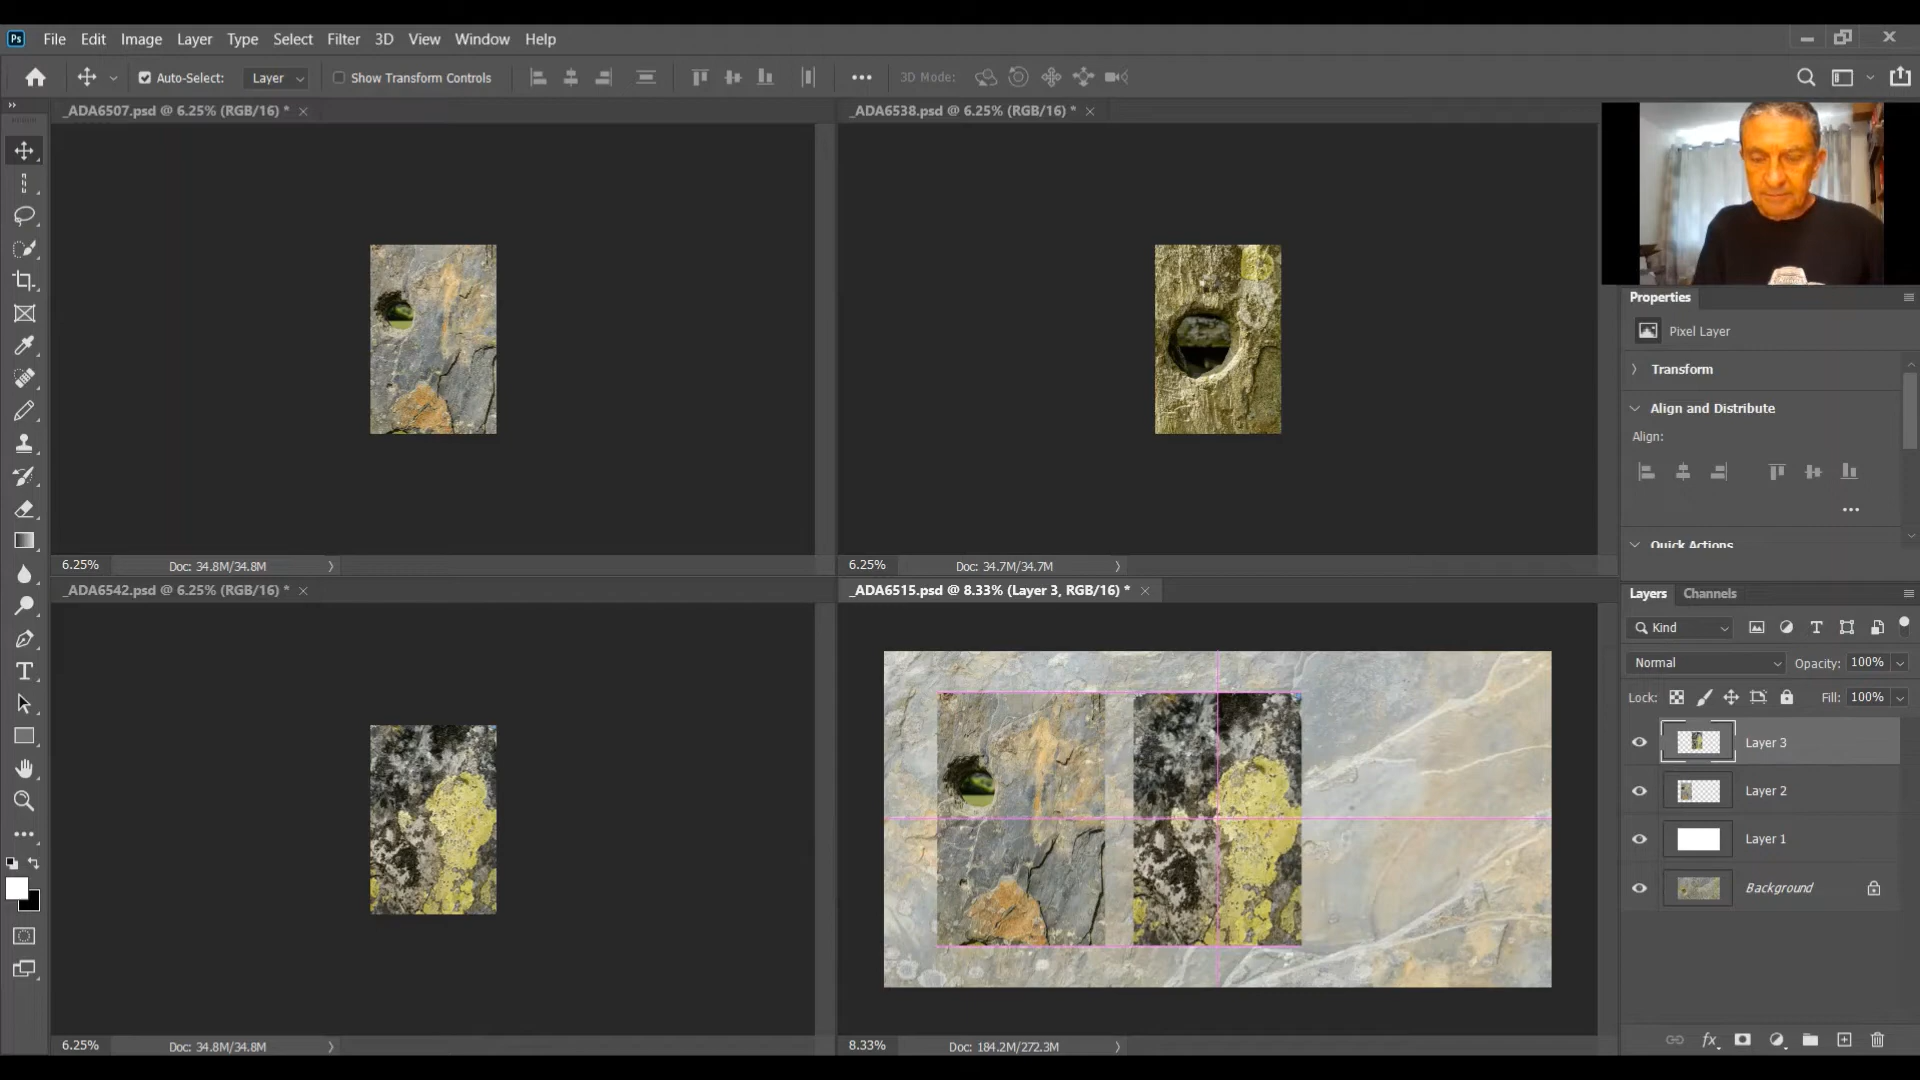 Ps File Edit Image Layer Type Select Filter 3D View Window Help
Auto-Select: Layer Show Transform Controls 3D Mode:
_ADA6507.psd @ 6.25% (RGB/16) *
_ADA6538.psd @ 6.25% (RGB/16) *
Properties
Pixel Layer
Transform
Align and Distribute
Align:
Quick Actions
6.25% Doc: 34.8M/34.8M
6.25% Doc: 34.7M/34.7M
_ADA6542.psd @ 6.25% (RGB/16) *
_ADA6515.psd @ 8.33% (Layer 3, RGB/16) *
Layers Channels
Kind
Normal Opacity: 100%
Lock: Fill: 100%
Layer 3
Layer 2
Layer 1
Background
6.25% Doc: 34.8M/34.8M
8.33% Doc: 184.2M/272.3M